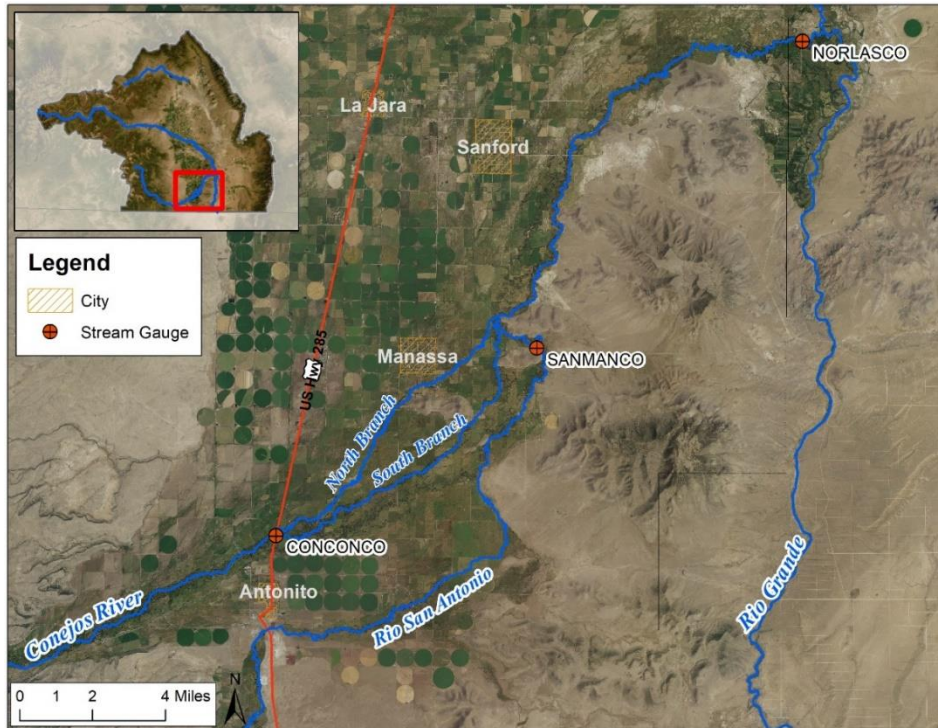 NORLASCO
La Jara
Sanford
Legend
City
Stream Gauge
US Hwy 285
Manassa
SANMANCO
North Branch
South Branch
CONCONCO
Antonito
Conejos River
Rio San Antonio
Rio Grande
0 1 2 4 Miles
N